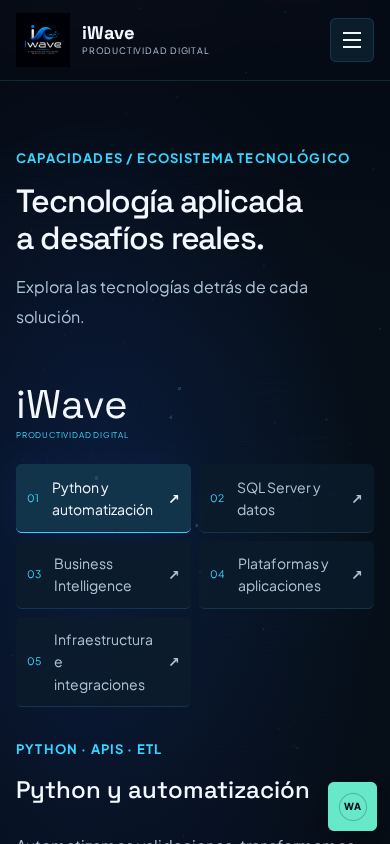 iWave
iWave
PRODUCTIVIDAD DIGITAL
CAPACIDADES / ECOSISTEMA TECNOLÓGICO
Tecnología aplicada
a desafíos reales.
Explora las tecnologías detrás de cada
solución.
iWave
PRODUCTIVIDAD DIGITAL
01 Python y
automatización ↗
02 SQL Server y
datos ↗
03 Business
Intelligence ↗
04 Plataformas y
aplicaciones ↗
05 Infraestructura
e
integraciones ↗
PYTHON · APIS · ETL
Python y automatización
WA